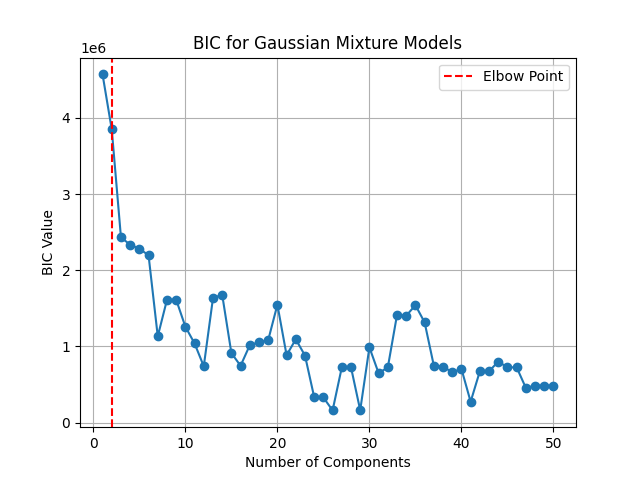 BIC for Gaussian Mixture Models
1e6
Elbow Point
4
3
2
1
0
BIC Value
0 10 20 30 40 50
Number of Components